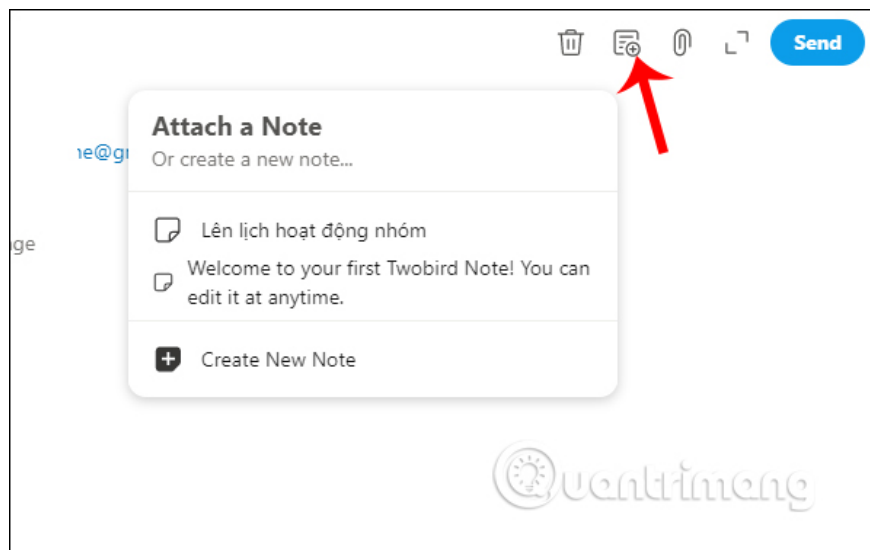 Send
Attach a Note
Or create a new note...
Lên lịch hoạt động nhóm
Welcome to your first Twobird Note! You can
edit it at anytime.
Create New Note
Quantrimang